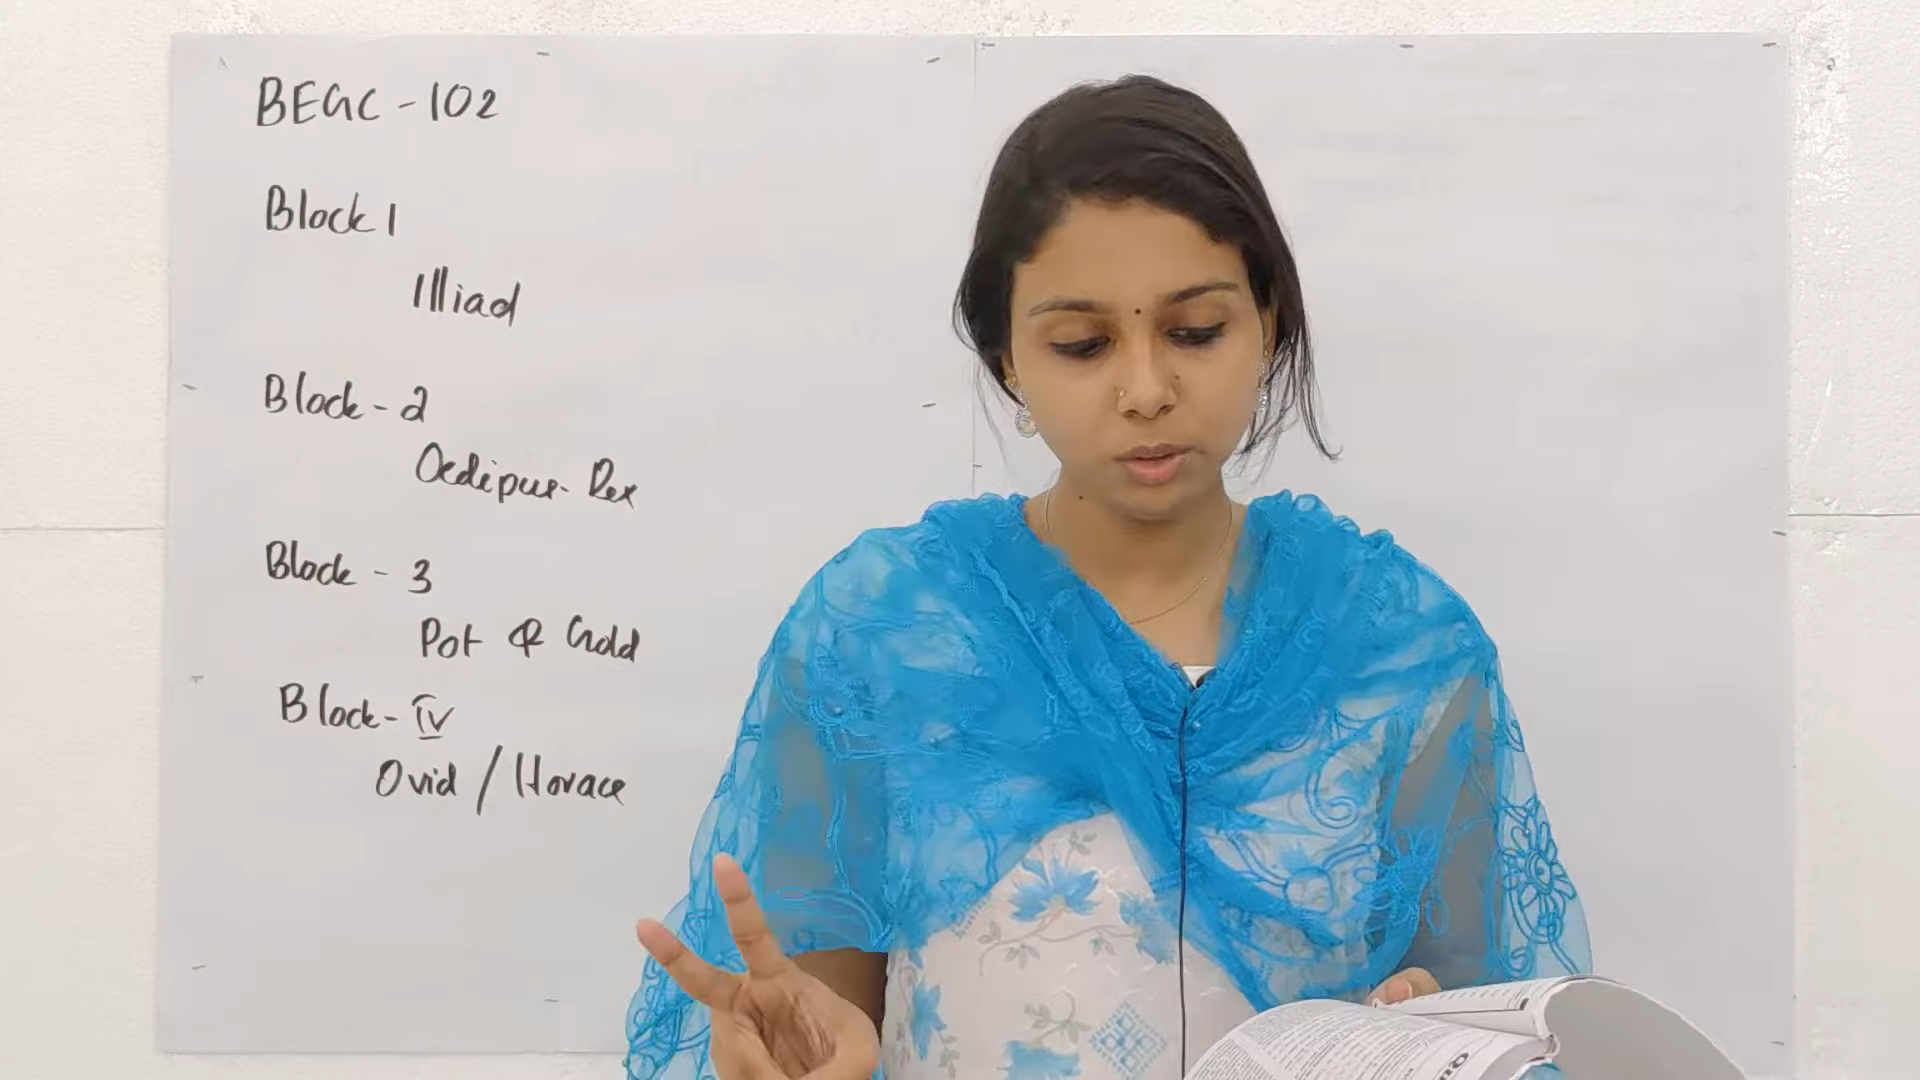 BEGC - 102
Block 1
Illiad
Block - 2
Oedipus - Rex
Block - 3
Pot of Gold
Block - IV
Ovid / Horace